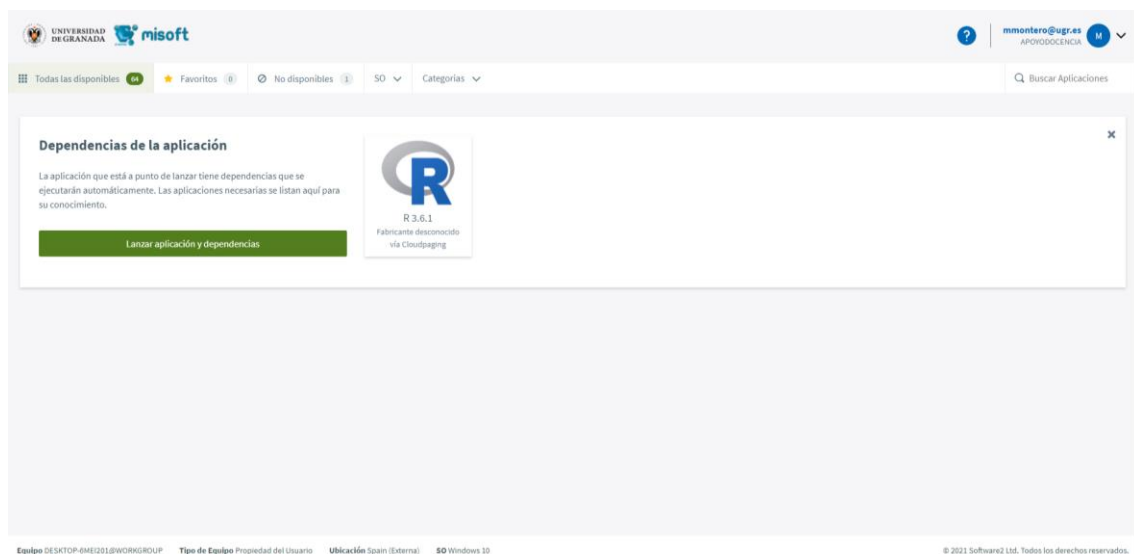 UNIVERSIDAD
DE GRANADA
misoft
?
mmontero@ugr.es
APOYODOCENCIA
M
Todas las disponibles 64
Favoritos 0
No disponibles 1
SO
Categorías
Buscar Aplicaciones
Dependencias de la aplicación
La aplicación que está a punto de lanzar tiene dependencias que se
ejecutarán automáticamente. Las aplicaciones necesarias se listan aquí para
su conocimiento.
Lanzar aplicación y dependencias
R
R 3.6.1
Fabricante desconocido
vía Cloudpaging
Equipo DESKTOP-6MEI201@WORKGROUP Tipo de Equipo Propiedad del Usuario Ubicación Spain (Externa) SO Windows 10
© 2021 Software2 Ltd. Todos los derechos reservados.